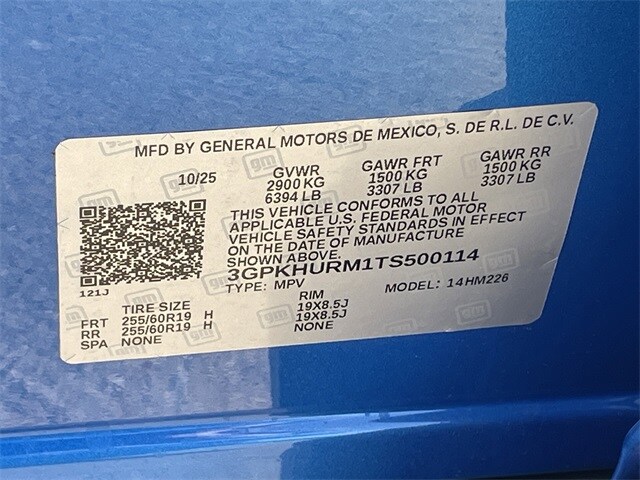 MFD BY GENERAL MOTORS DE MEXICO, S. DE R.L. DE C.V.
10/25 GVWR GAWR FRT GAWR RR
2900 KG 1500 KG 1500 KG
6394 LB 3307 LB 3307 LB
THIS VEHICLE CONFORMS TO ALL
APPLICABLE U.S. FEDERAL MOTOR
VEHICLE SAFETY STANDARDS IN EFFECT
ON THE DATE OF MANUFACTURE
SHOWN ABOVE.
3GPKHURM1TS500114
121J TYPE: MPV MODEL: 14HM226
TIRE SIZE RIM
FRT 255/60R19 H 19X8.5J
RR 255/60R19 H 19X8.5J
SPA NONE NONE